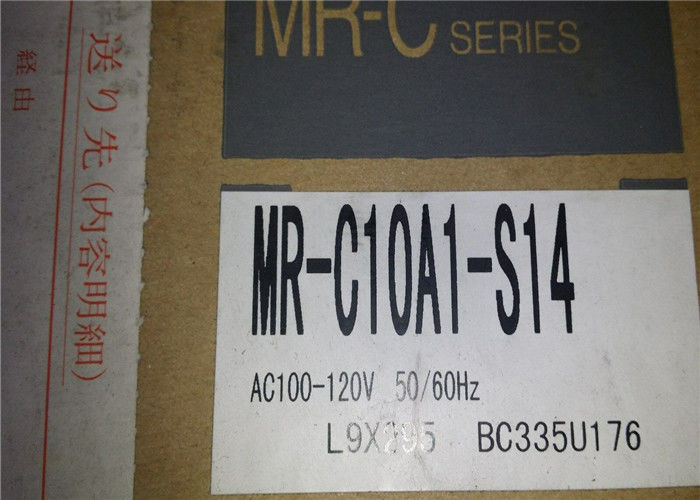 送り先(内容明細)
経由
MR-C SERIES
MR-C10A1-S14
AC100-120V 50/60Hz
L9X295 BC335U176